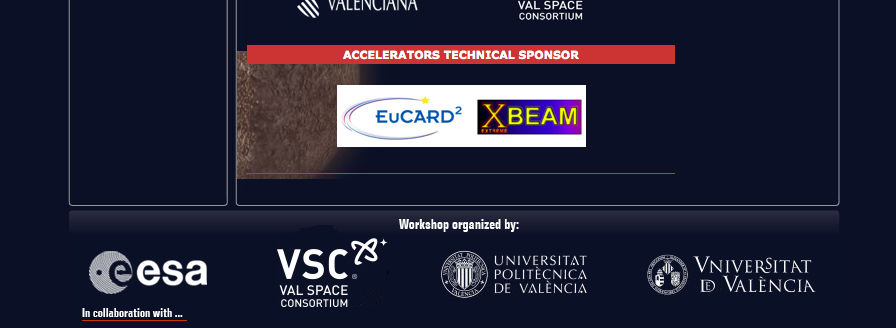 VALENCIANA
VAL SPACE
CONSORTIUM
ACCELERATORS TECHNICAL SPONSOR
EuCARD²
XBEAM
EXTREME
Workshop organized by:
esa
VSC
VAL SPACE
CONSORTIUM
UNIVERSITAT
POLITÈCNICA
DE VALÈNCIA
VNIVERSITAT
DE VALÈNCIA
In collaboration with ...